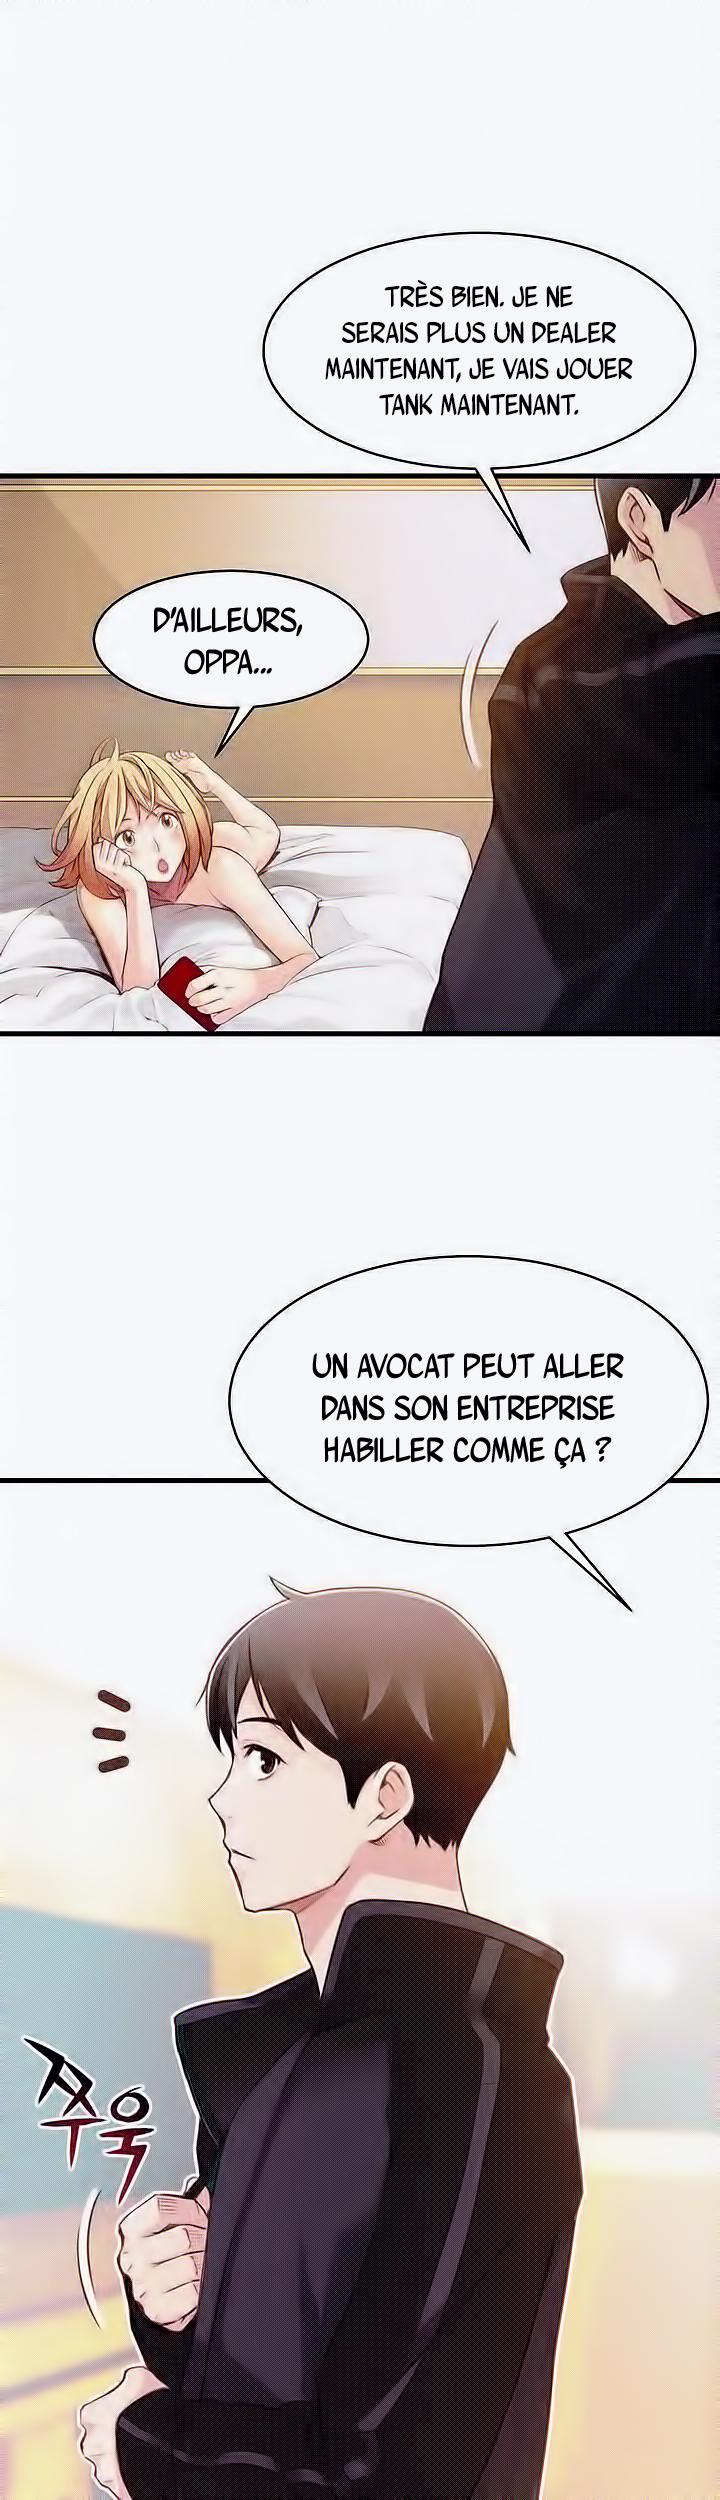 TRÈS BIEN. JE NE
SERAIS PLUS UN DEALER
MAINTENANT, JE VAIS JOUER
TANK MAINTENANT.
D'AILLEURS,
OPPA...
UN AVOCAT PEUT ALLER
DANS SON ENTREPRISE
HABILLER COMME ÇA ?
쭈욱